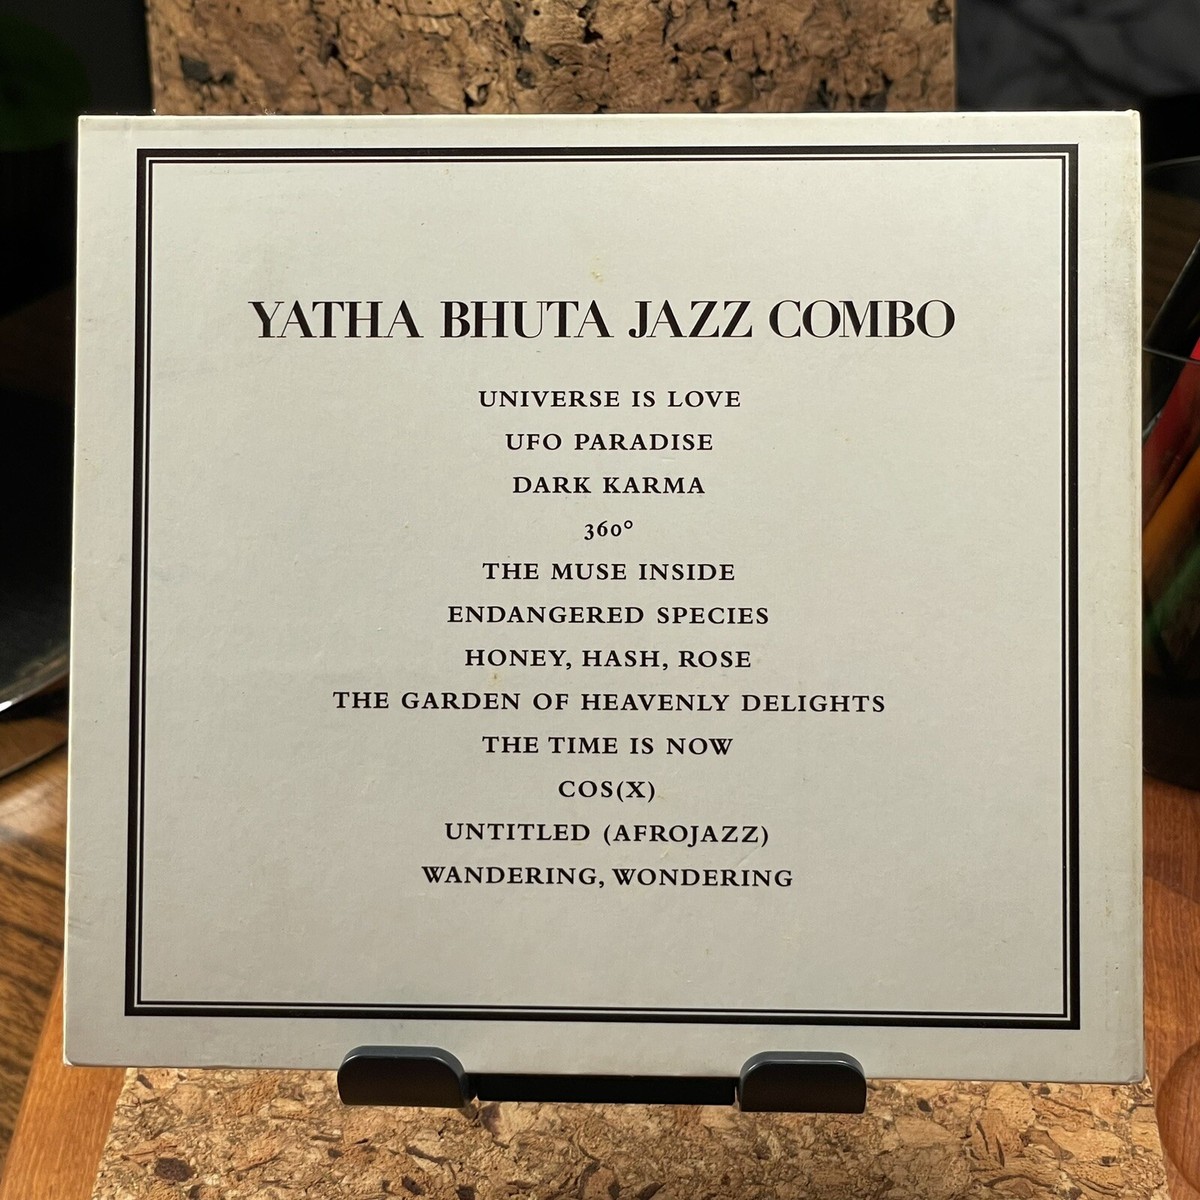 YATHA BHUTA JAZZ COMBO
UNIVERSE IS LOVE
UFO PARADISE
DARK KARMA
360°
THE MUSE INSIDE
ENDANGERED SPECIES
HONEY, HASH, ROSE
THE GARDEN OF HEAVENLY DELIGHTS
THE TIME IS NOW
COS(X)
UNTITLED (AFROJAZZ)
WANDERING, WONDERING